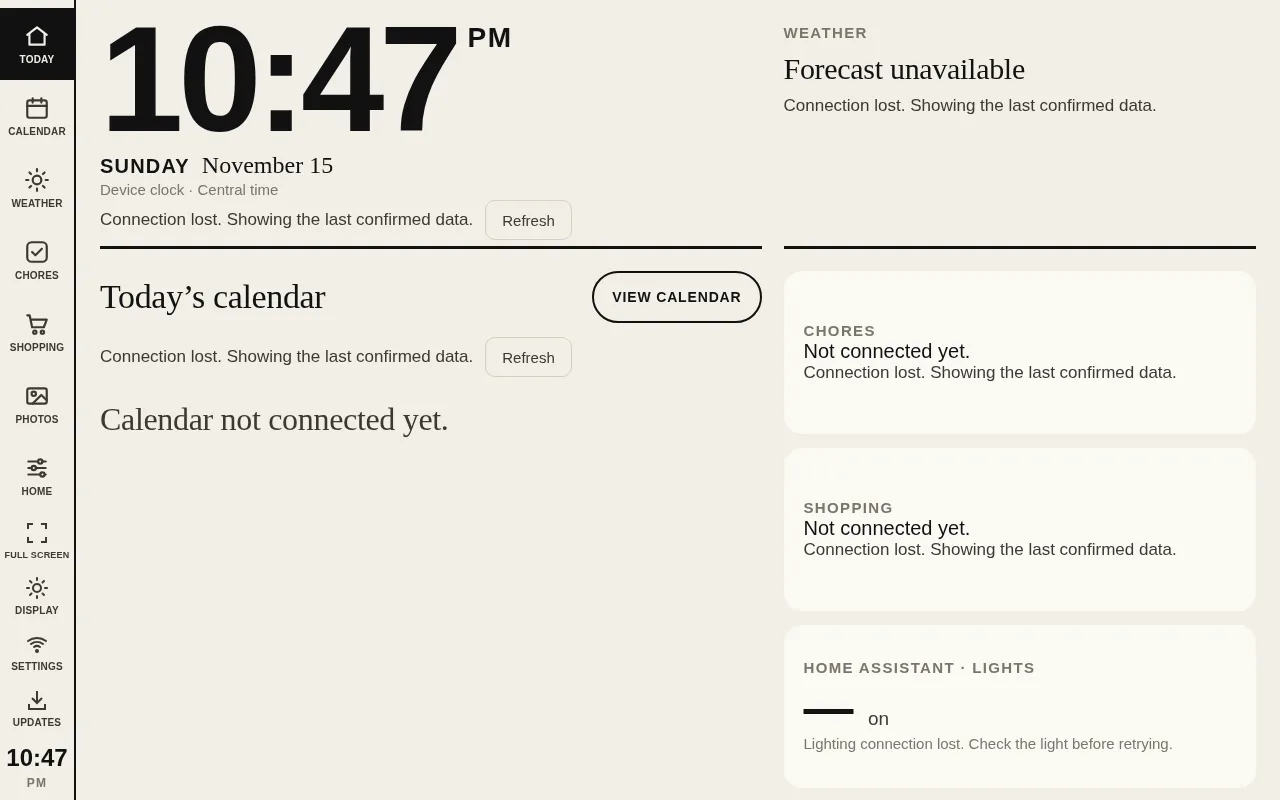 TODAY
CALENDAR
WEATHER
CHORES
SHOPPING
PHOTOS
HOME
FULL SCREEN
DISPLAY
SETTINGS
UPDATES
10:47
PM
10:47 PM
SUNDAY November 15
Device clock · Central time
Connection lost. Showing the last confirmed data. Refresh
WEATHER
Forecast unavailable
Connection lost. Showing the last confirmed data.
Today’s calendar
VIEW CALENDAR
Connection lost. Showing the last confirmed data. Refresh
Calendar not connected yet.
CHORES
Not connected yet.
Connection lost. Showing the last confirmed data.
SHOPPING
Not connected yet.
Connection lost. Showing the last confirmed data.
HOME ASSISTANT · LIGHTS
— on
Lighting connection lost. Check the light before retrying.